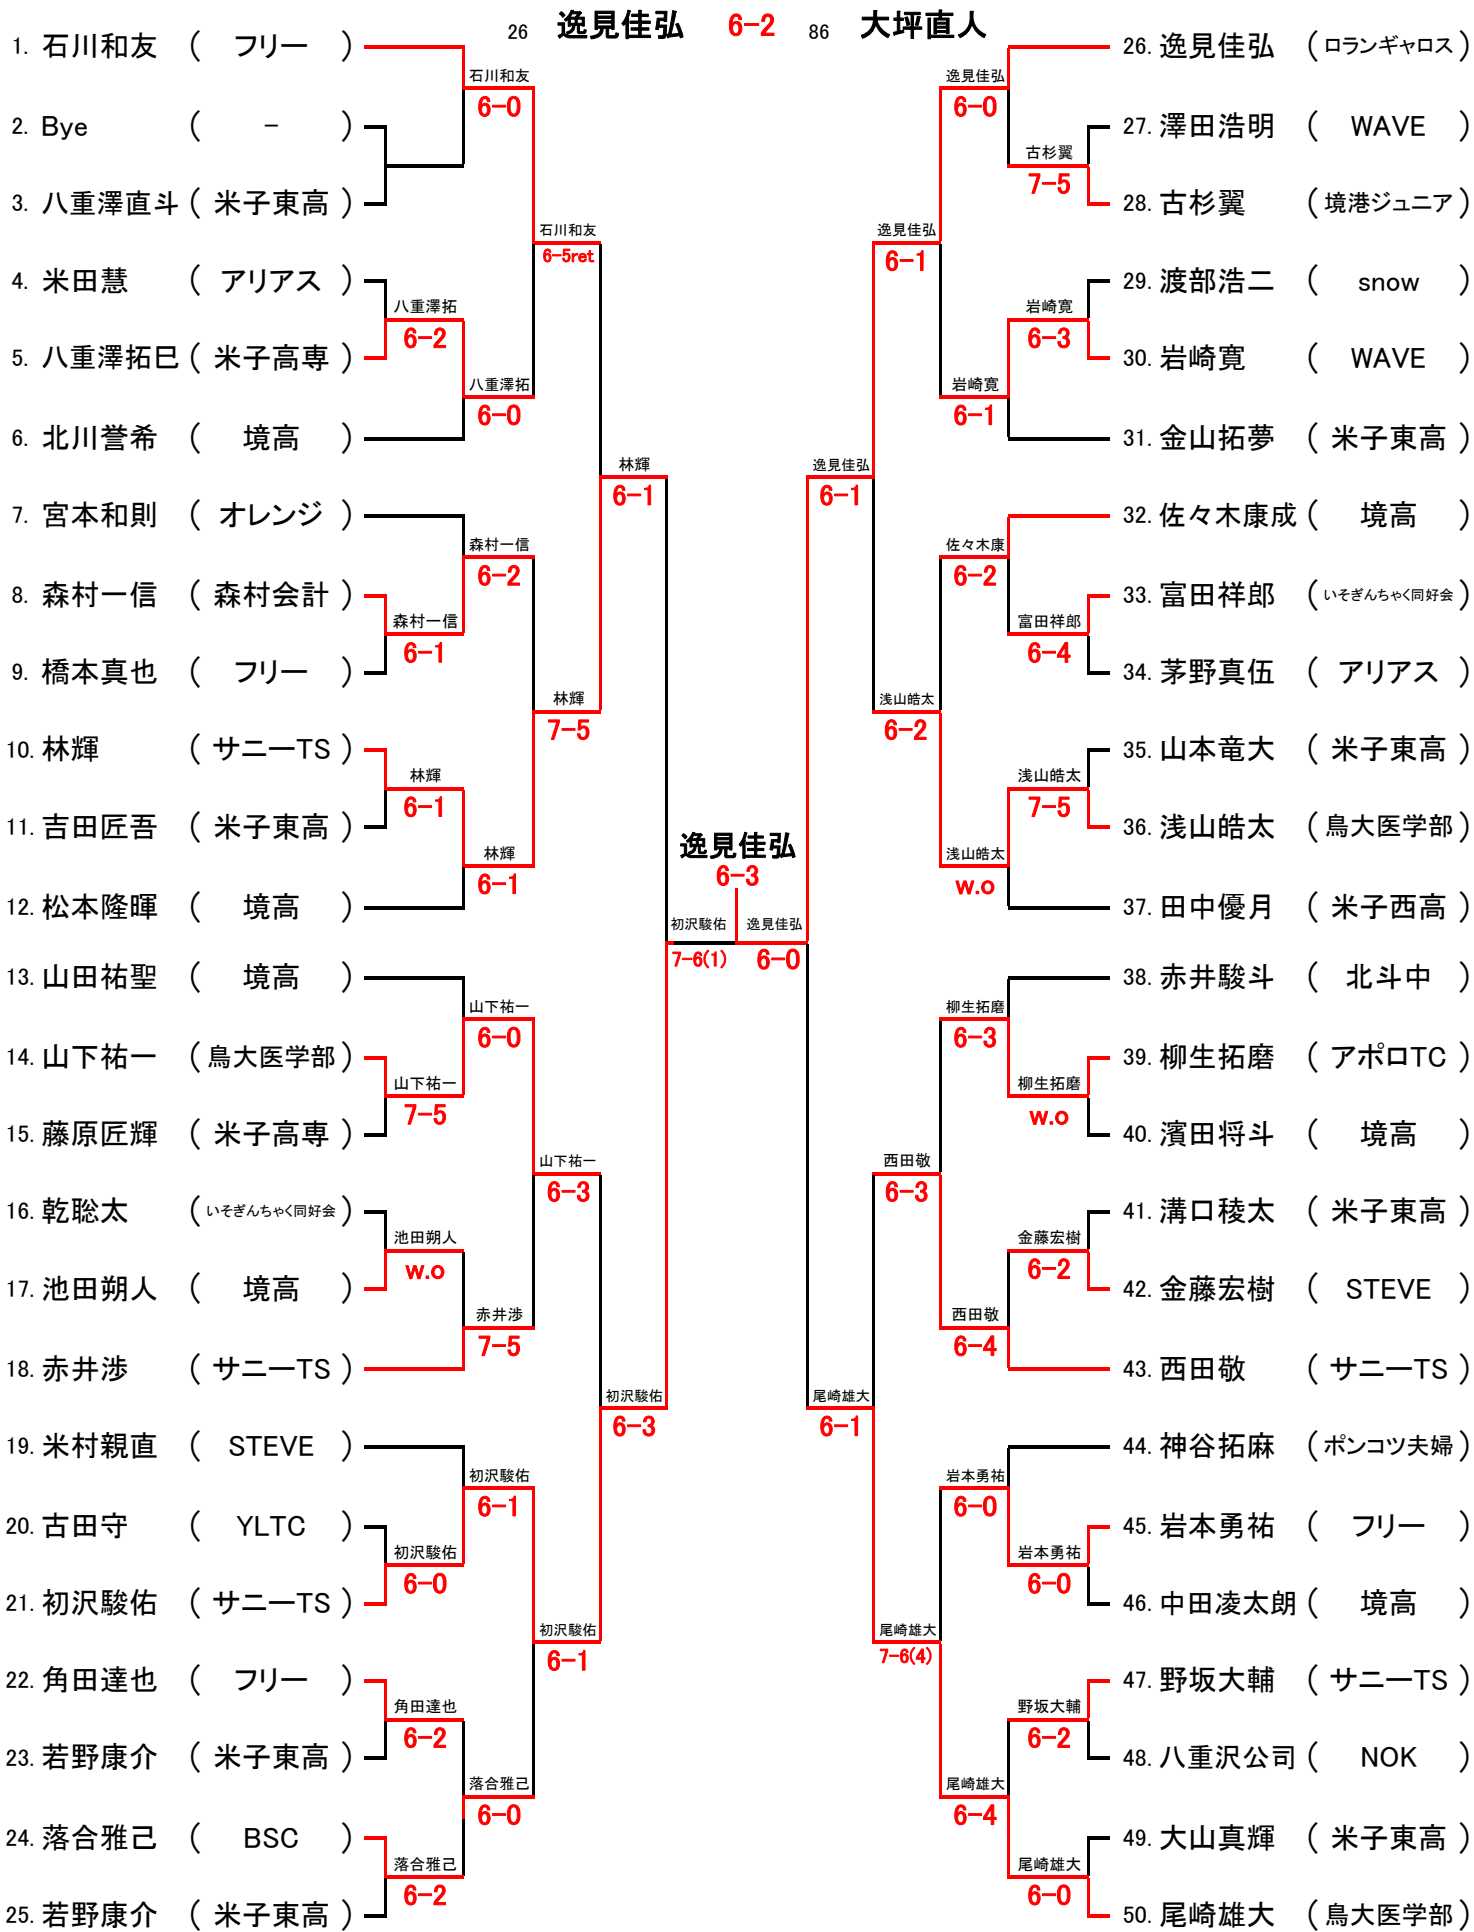 26 逸見佳弘 6-2 86 大坪直人
1. 石川和友 ( フリー )
2. Bye ( - )
3. 八重澤直斗 ( 米子東高 )
4. 米田慧 ( アリアス )
5. 八重澤拓巳 ( 米子高専 )
6. 北川誉希 ( 境高 )
7. 宮本和則 ( オレンジ )
8. 森村一信 ( 森村会計 )
9. 橋本真也 ( フリー )
10. 林輝 ( サニーTS )
11. 吉田匠吾 ( 米子東高 )
12. 松本隆暉 ( 境高 )
13. 山田祐聖 ( 境高 )
14. 山下祐一 ( 鳥大医学部 )
15. 藤原匠輝 ( 米子高専 )
16. 乾聡太 ( いそぎんちゃく同好会 )
17. 池田朔人 ( 境高 )
18. 赤井渉 ( サニーTS )
19. 米村親直 ( STEVE )
20. 古田守 ( YLTC )
21. 初沢駿佑 ( サニーTS )
22. 角田達也 ( フリー )
23. 若野康介 ( 米子東高 )
24. 落合雅己 ( BSC )
25. 若野康介 ( 米子東高 )
八重澤拓
6-2
森村一信
6-1
林輝
6-1
山下祐一
7-5
池田朔人
w.o
初沢駿佑
6-0
角田達也
6-2
落合雅己
6-2
石川和友
6-0
八重澤拓
6-0
森村一信
6-2
林輝
6-1
山下祐一
6-0
赤井渉
7-5
初沢駿佑
6-1
落合雅己
6-0
石川和友
6-5ret
林輝
7-5
山下祐一
6-3
初沢駿佑
6-1
林輝
6-1
初沢駿佑
6-3
逸見佳弘
6-3
初沢駿佑
7-6(1)
逸見佳弘
6-0
逸見佳弘
6-1
尾崎雄大
6-1
逸見佳弘
6-1
浅山皓太
6-2
西田敬
6-3
尾崎雄大
7-6(4)
逸見佳弘
6-0
岩崎寛
6-1
佐々木康
6-2
浅山皓太
w.o
柳生拓磨
6-3
西田敬
6-4
岩本勇祐
6-0
尾崎雄大
6-4
古杉翼
7-5
岩崎寛
6-3
富田祥郎
6-4
浅山皓太
7-5
柳生拓磨
w.o
金藤宏樹
6-2
岩本勇祐
6-0
野坂大輔
6-2
尾崎雄大
6-0
26. 逸見佳弘 ( ロランギャロス )
27. 澤田浩明 ( WAVE )
28. 古杉翼 ( 境港ジュニア )
29. 渡部浩二 ( snow )
30. 岩崎寛 ( WAVE )
31. 金山拓夢 ( 米子東高 )
32. 佐々木康成 ( 境高 )
33. 富田祥郎 ( いそぎんちゃく同好会 )
34. 茅野真伍 ( アリアス )
35. 山本竜大 ( 米子東高 )
36. 浅山皓太 ( 鳥大医学部 )
37. 田中優月 ( 米子西高 )
38. 赤井駿斗 ( 北斗中 )
39. 柳生拓磨 ( アポロTC )
40. 濱田将斗 ( 境高 )
41. 溝口稜太 ( 米子東高 )
42. 金藤宏樹 ( STEVE )
43. 西田敬 ( サニーTS )
44. 神谷拓麻 ( ポンコツ夫婦 )
45. 岩本勇祐 ( フリー )
46. 中田凌太朗 ( 境高 )
47. 野坂大輔 ( サニーTS )
48. 八重沢公司 ( NOK )
49. 大山真輝 ( 米子東高 )
50. 尾崎雄大 ( 鳥大医学部 )